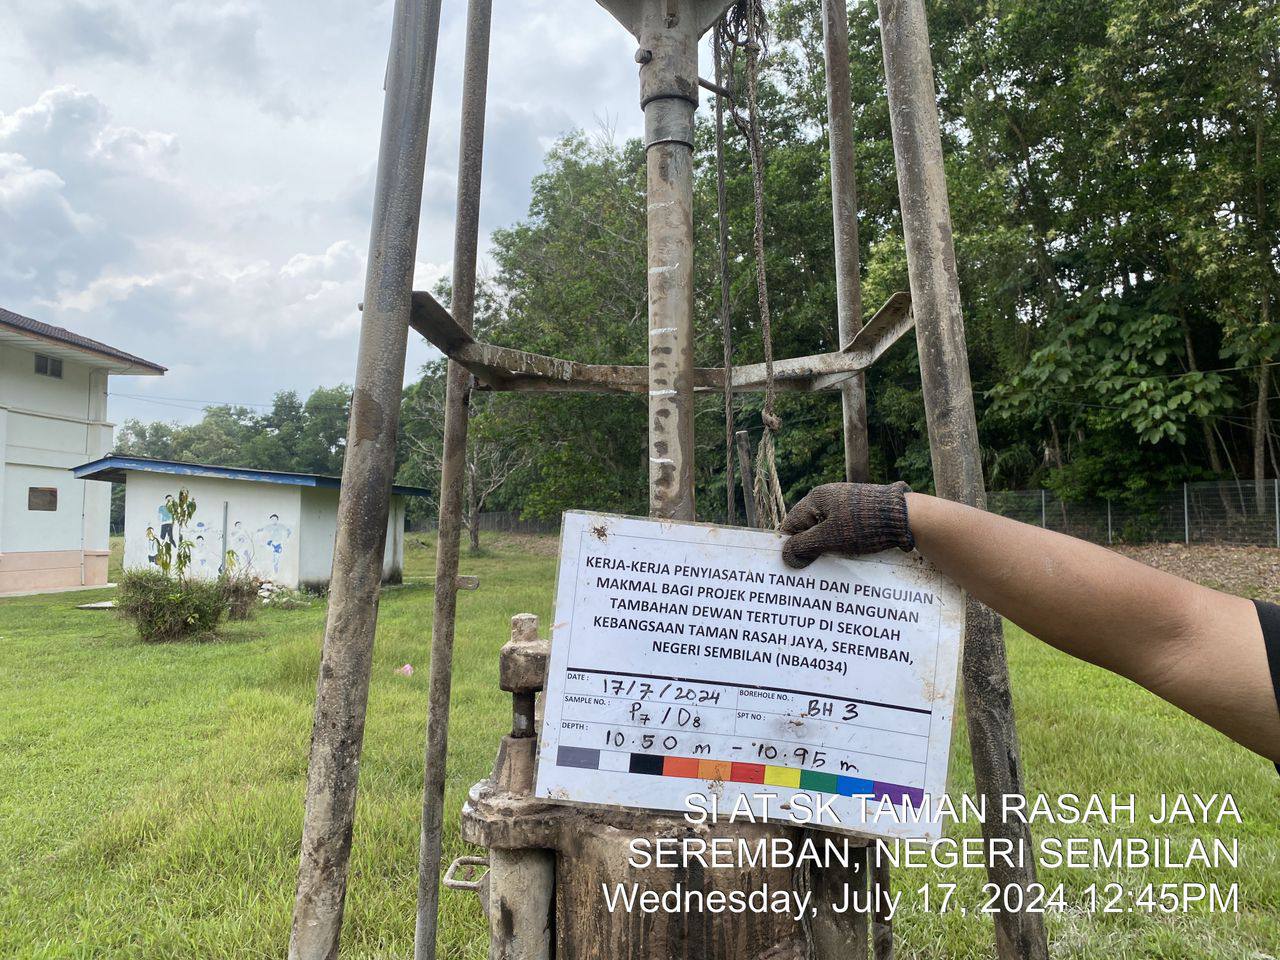 KERJA-KERJA PENYIASATAN TANAH DAN PENGUJIAN
MAKMAL BAGI PROJEK PEMBINAAN BANGUNAN
TAMBAHAN DEWAN TERTUTUP DI SEKOLAH
KEBANGSAAN TAMAN RASAH JAYA, SEREMBAN,
NEGERI SEMBILAN (NBA4034)
DATE : 17/7/2024 BOREHOLE NO. : BH 3
SAMPLE NO. : P7 / D8 SPT NO :
DEPTH : 10.50 m - 10.95 m
SI AT SK TAMAN RASAH JAYA
SEREMBAN, NEGERI SEMBILAN
Wednesday, July 17, 2024 12:45PM